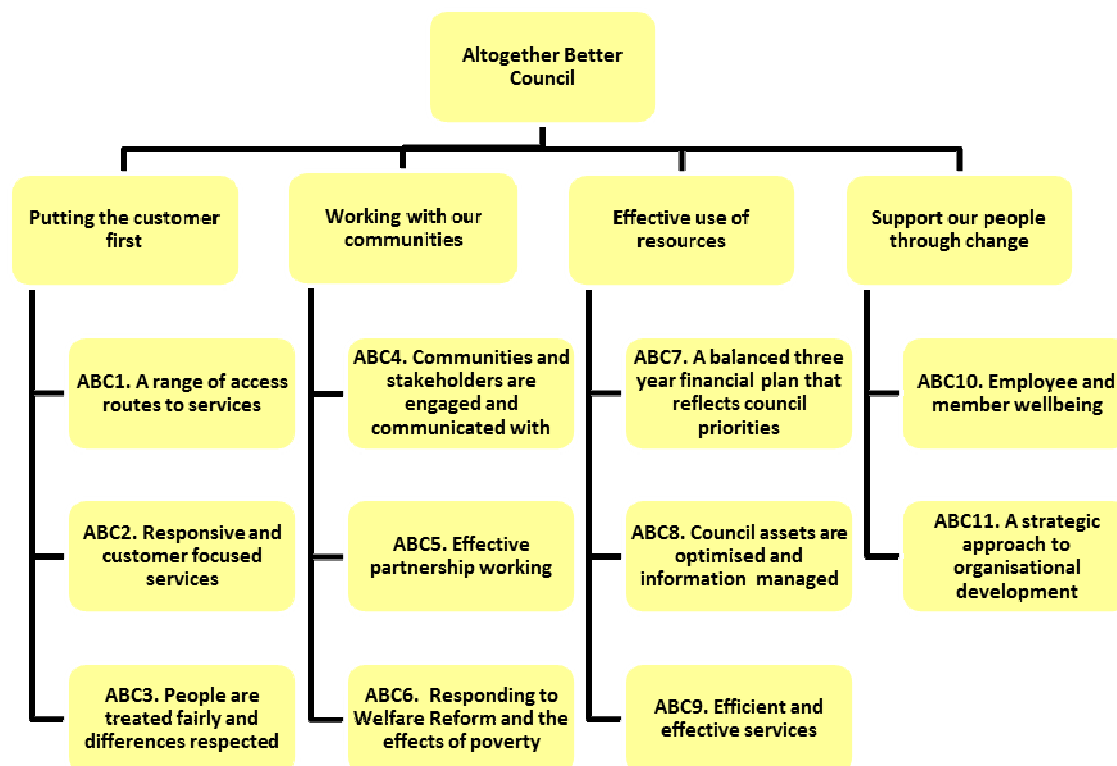 Altogether Better
Council
Putting the customer
first
Working with our
communities
Effective use of
resources
Support our people
through change
ABC1. A range of access
routes to services
ABC2. Responsive and
customer focused
services
ABC3. People are
treated fairly and
differences respected
ABC4. Communities and
stakeholders are
engaged and
communicated with
ABC5. Effective
partnership working
ABC6.  Responding to
Welfare Reform and the
effects of poverty
ABC7. A balanced three
year financial plan that
reflects council
priorities
ABC8. Council assets are
optimised and
information  managed
ABC9. Efficient and
effective services
ABC10. Employee and
member wellbeing
ABC11. A strategic
approach to
organisational
development